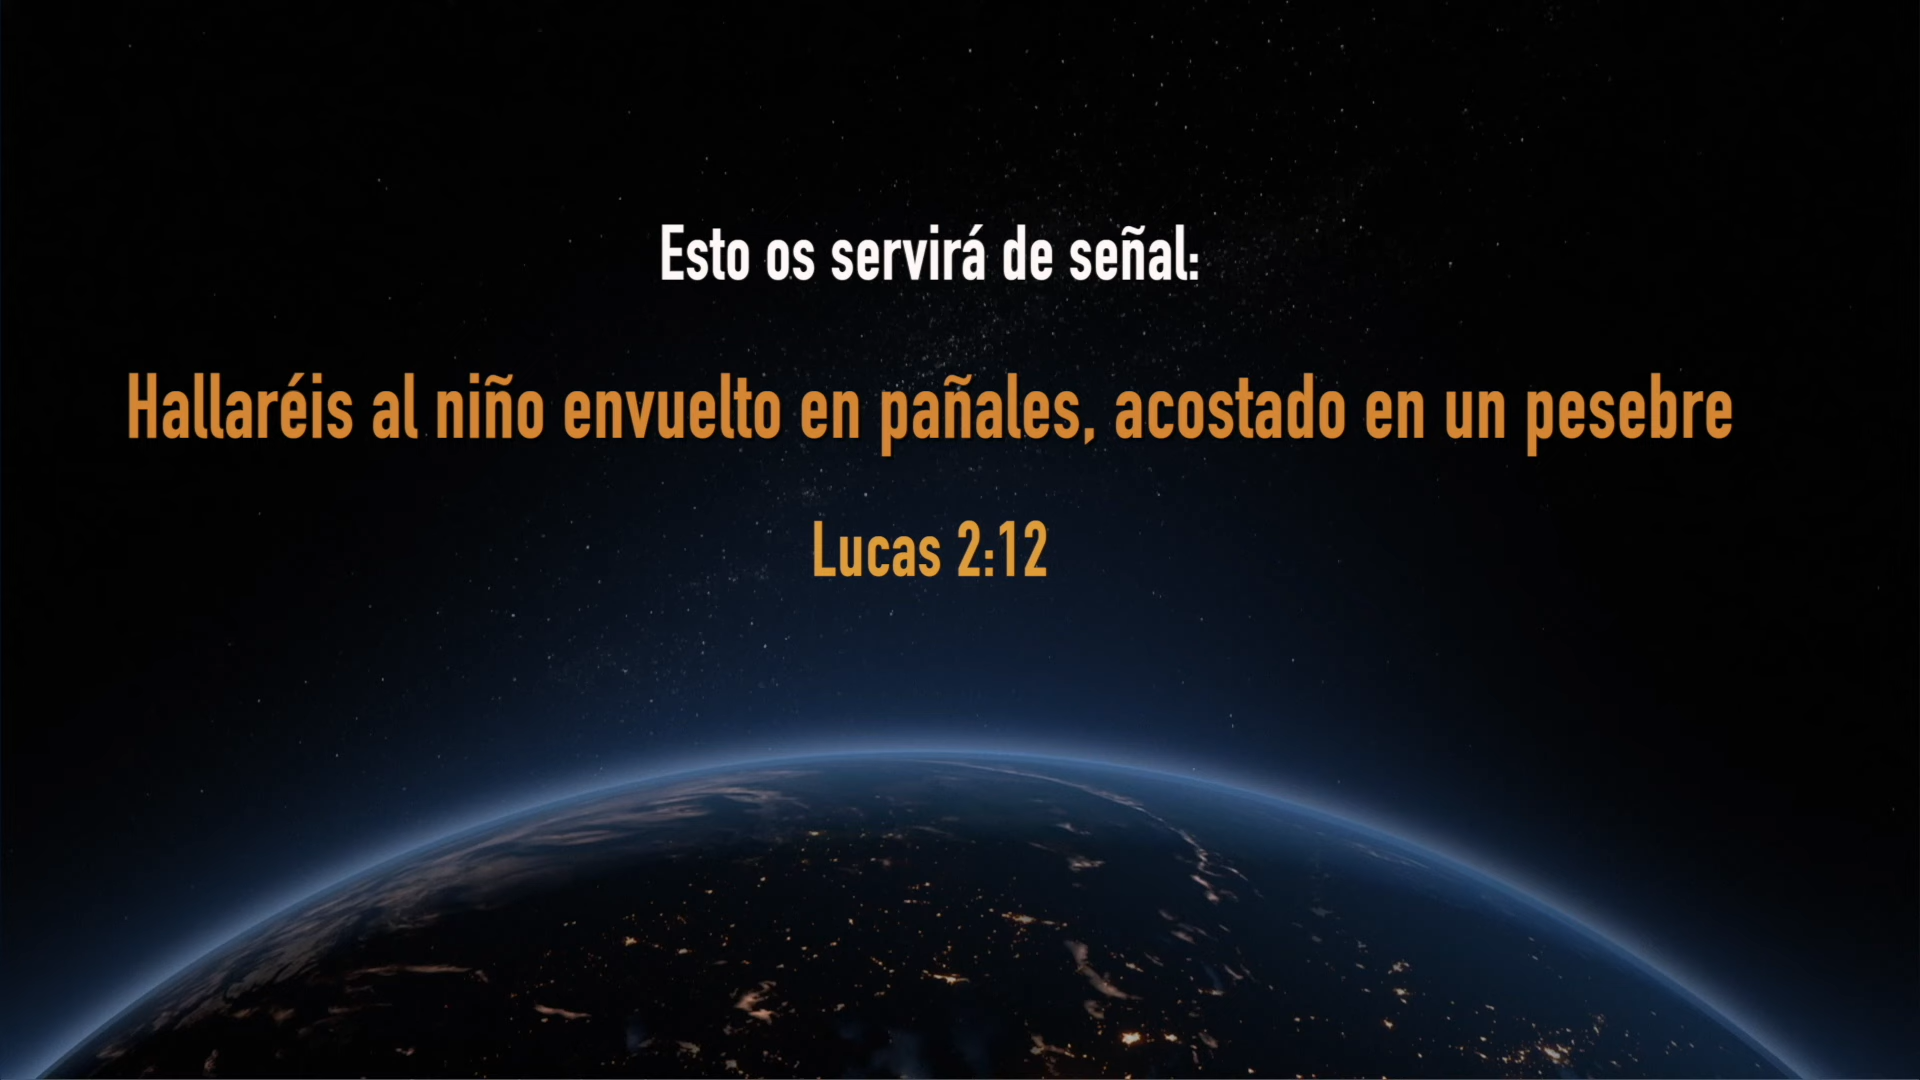 Esto os servirá de señal:
Hallaréis al niño envuelto en pañales, acostado en un pesebre
Lucas 2:12